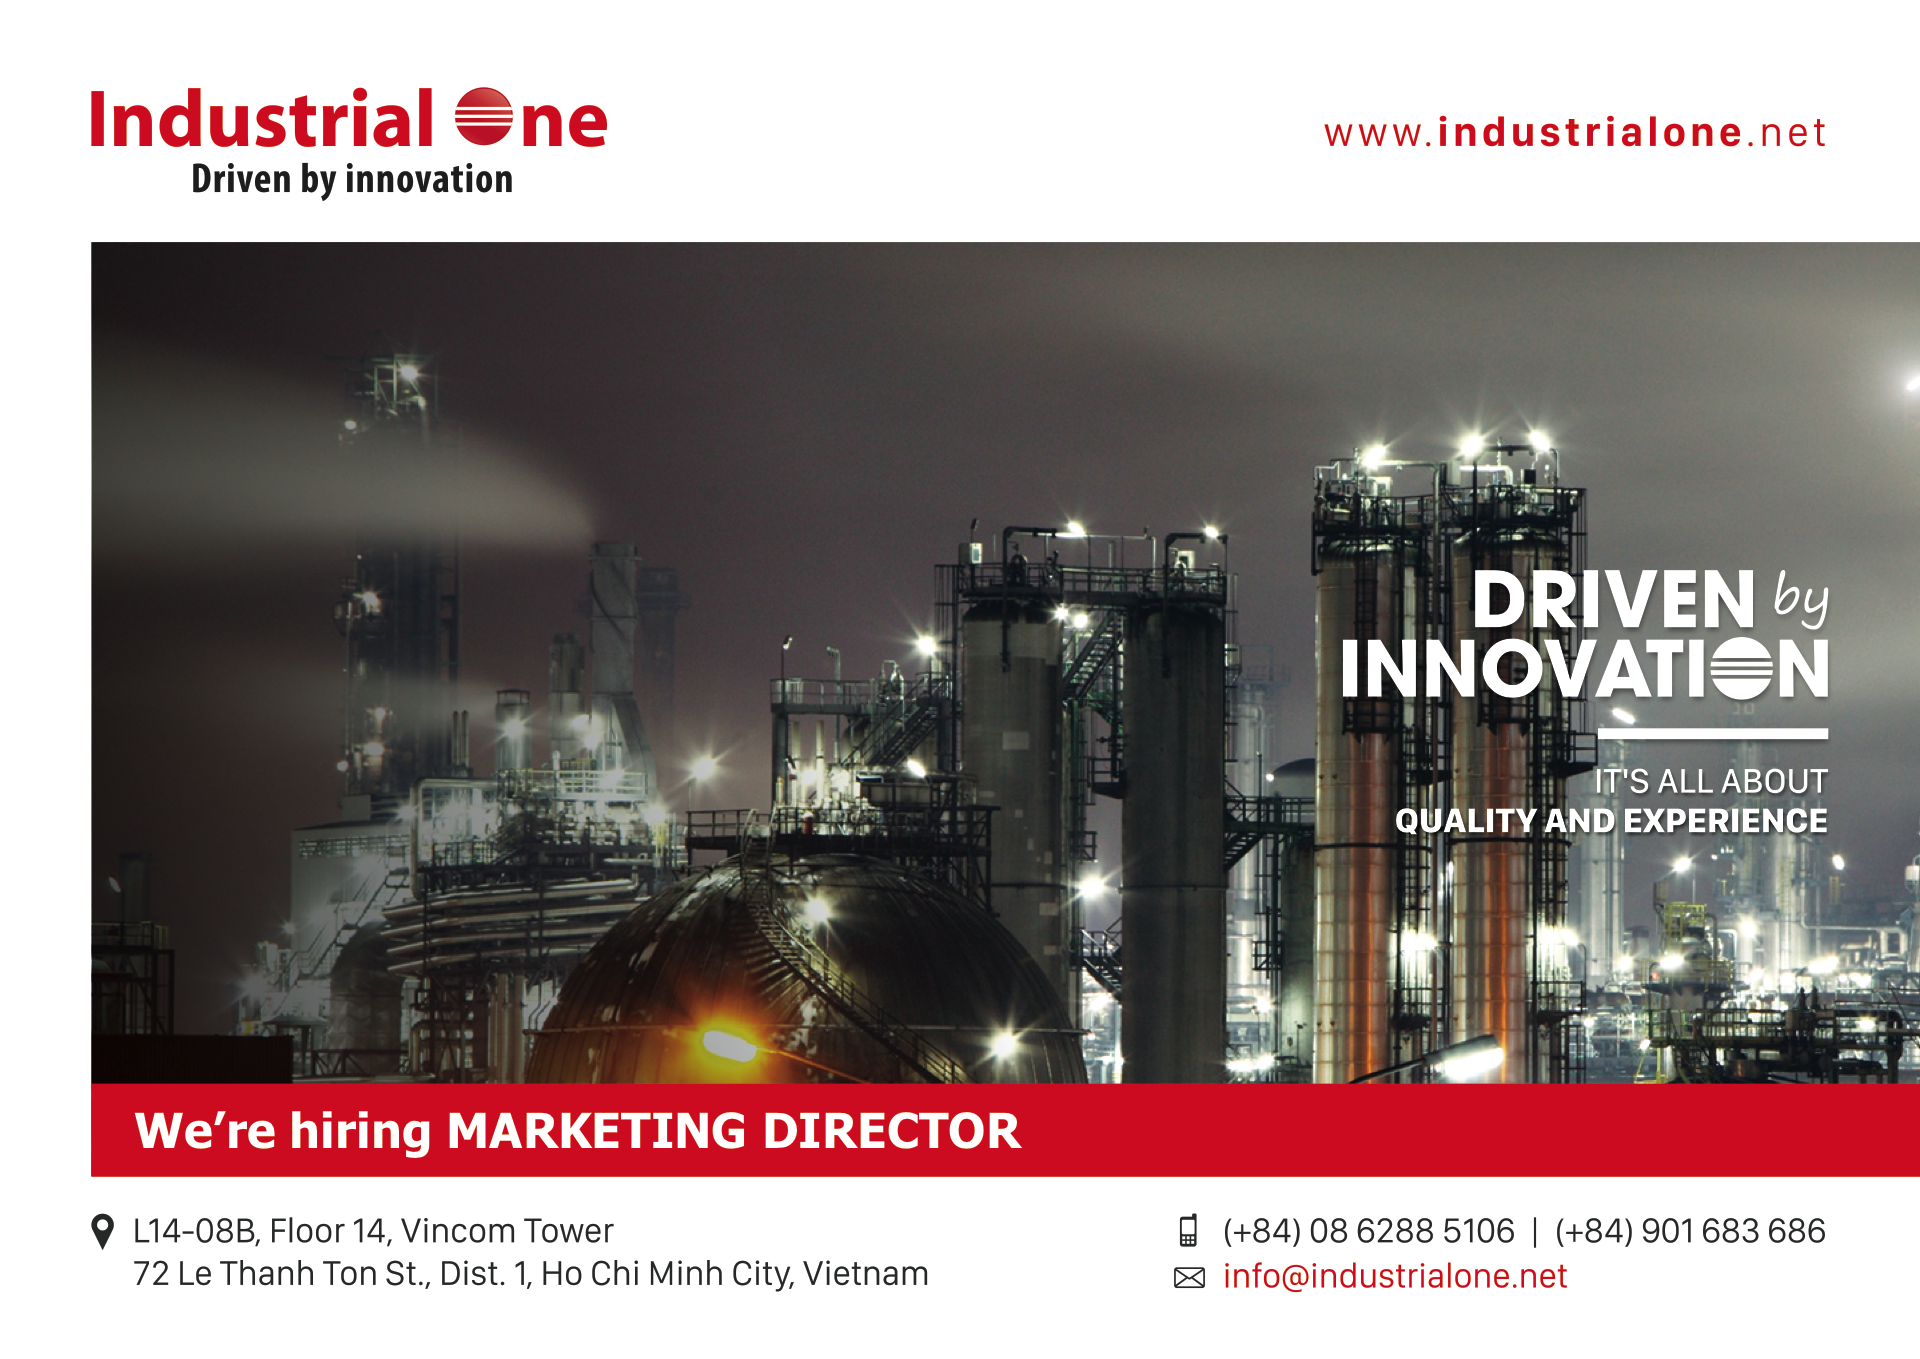 Industrial One
Driven by innovation
www.industrialone.net
DRIVEN by
INNOVATION
IT'S ALL ABOUT
QUALITY AND EXPERIENCE
We’re hiring MARKETING DIRECTOR
L14-08B, Floor 14, Vincom Tower
72 Le Thanh Ton St., Dist. 1, Ho Chi Minh City, Vietnam
(+84) 08 6288 5106 | (+84) 901 683 686
info@industrialone.net